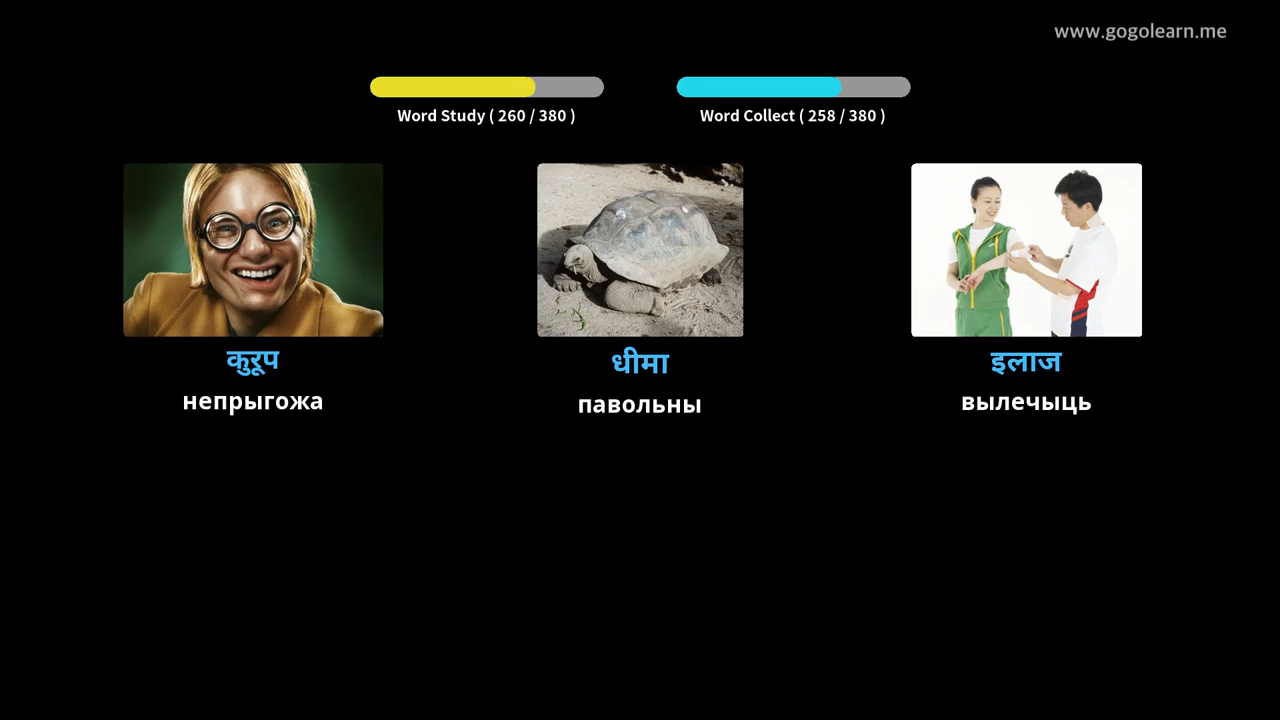 www.gogolearn.me
Word Study ( 260 / 380 )
Word Collect ( 258 / 380 )
कुरूप
धीमा
इलाज
непрыгожа
павольны
вылечыць